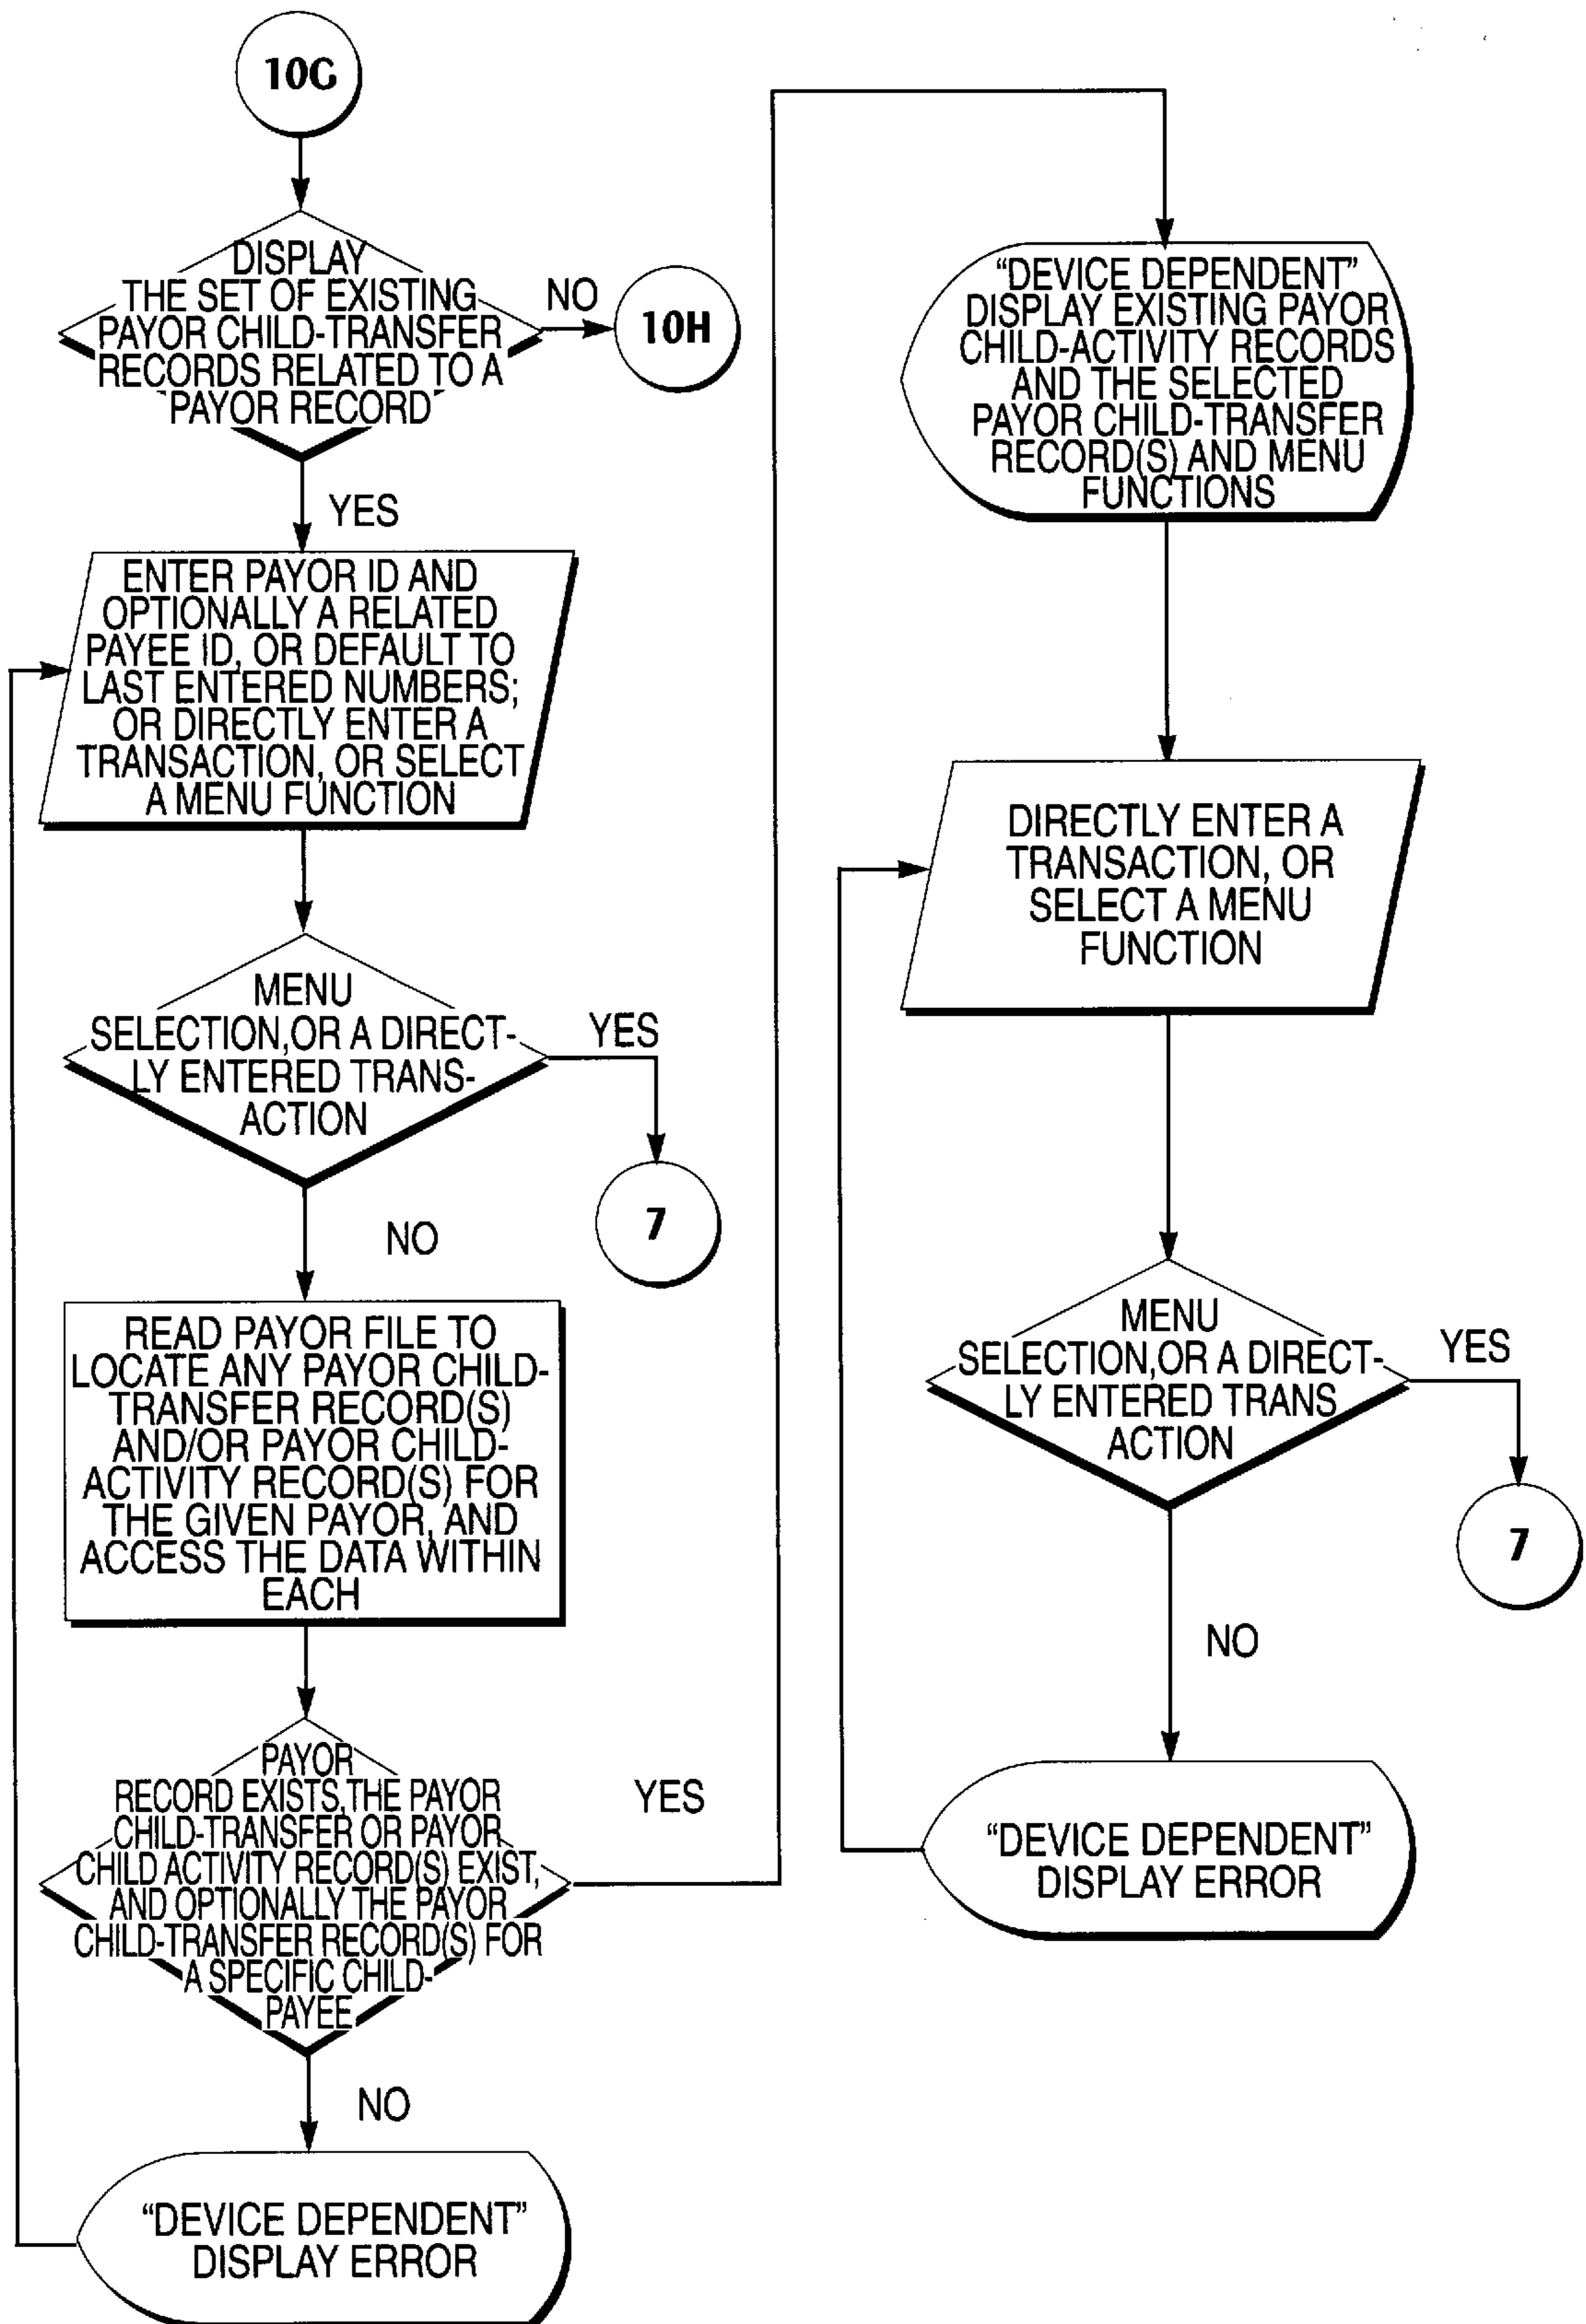 10G
DISPLAY
THE SET OF EXISTING
PAYOR CHILD-TRANSFER
RECORDS RELATED TO A
PAYOR RECORD
NO
10H
YES
ENTER PAYOR ID AND
OPTIONALLY A RELATED
PAYEE ID, OR DEFAULT TO
LAST ENTERED NUMBERS;
OR DIRECTLY ENTER A
TRANSACTION, OR SELECT
A MENU FUNCTION
MENU
SELECTION,OR A DIRECT-
LY ENTERED TRANS-
ACTION
YES
7
NO
READ PAYOR FILE TO
LOCATE ANY PAYOR CHILD-
TRANSFER RECORD(S)
AND/OR PAYOR CHILD-
ACTIVITY RECORD(S) FOR
THE GIVEN PAYOR, AND
ACCESS THE DATA WITHIN
EACH
PAYOR
RECORD EXISTS,THE PAYOR
CHILD-TRANSFER OR PAYOR
CHILD ACTIVITY RECORD(S) EXIST,
AND OPTIONALLY THE PAYOR
CHILD-TRANSFER RECORD(S) FOR
A SPECIFIC CHILD-
PAYEE
YES
NO
“DEVICE DEPENDENT”
DISPLAY ERROR
“DEVICE DEPENDENT”
DISPLAY EXISTING PAYOR
CHILD-ACTIVITY RECORDS
AND THE SELECTED
PAYOR CHILD-TRANSFER
RECORD(S) AND MENU
FUNCTIONS
DIRECTLY ENTER A
TRANSACTION, OR
SELECT A MENU
FUNCTION
MENU
SELECTION,OR A DIRECT-
LY ENTERED TRANS
ACTION
YES
7
NO
“DEVICE DEPENDENT”
DISPLAY ERROR